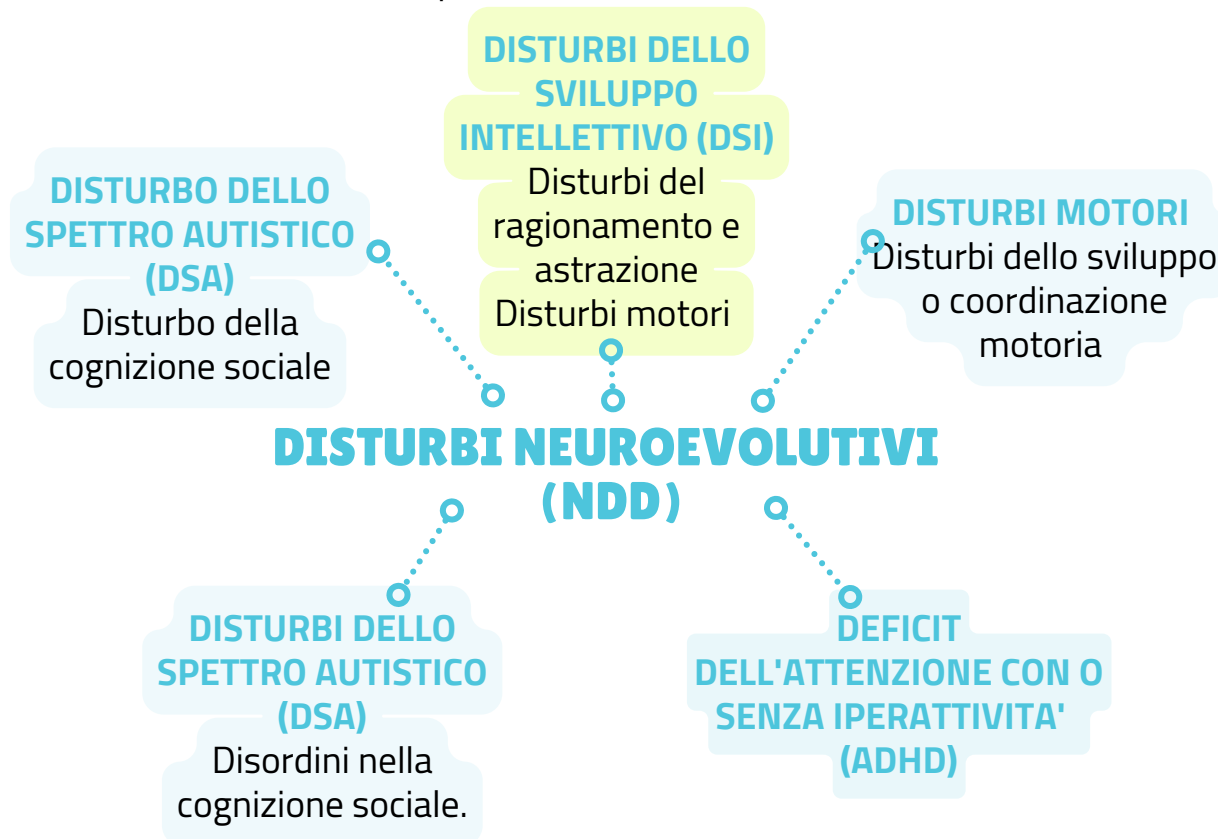 DISTURBI DELLO
SVILUPPO
INTELLETTIVO (DSI)
Disturbi del
ragionamento e
astrazione
Disturbi motori
DISTURBO DELLO
SPETTRO AUTISTICO
(DSA)
Disturbo della
cognizione sociale
DISTURBI MOTORI
Disturbi dello sviluppo
o coordinazione
motoria
DISTURBI NEUROEVOLUTIVI
(NDD)
DISTURBI DELLO
SPETTRO AUTISTICO
(DSA)
Disordini nella
cognizione sociale.
DEFICIT
DELL'ATTENZIONE CON O
SENZA IPERATTIVITA'
(ADHD)